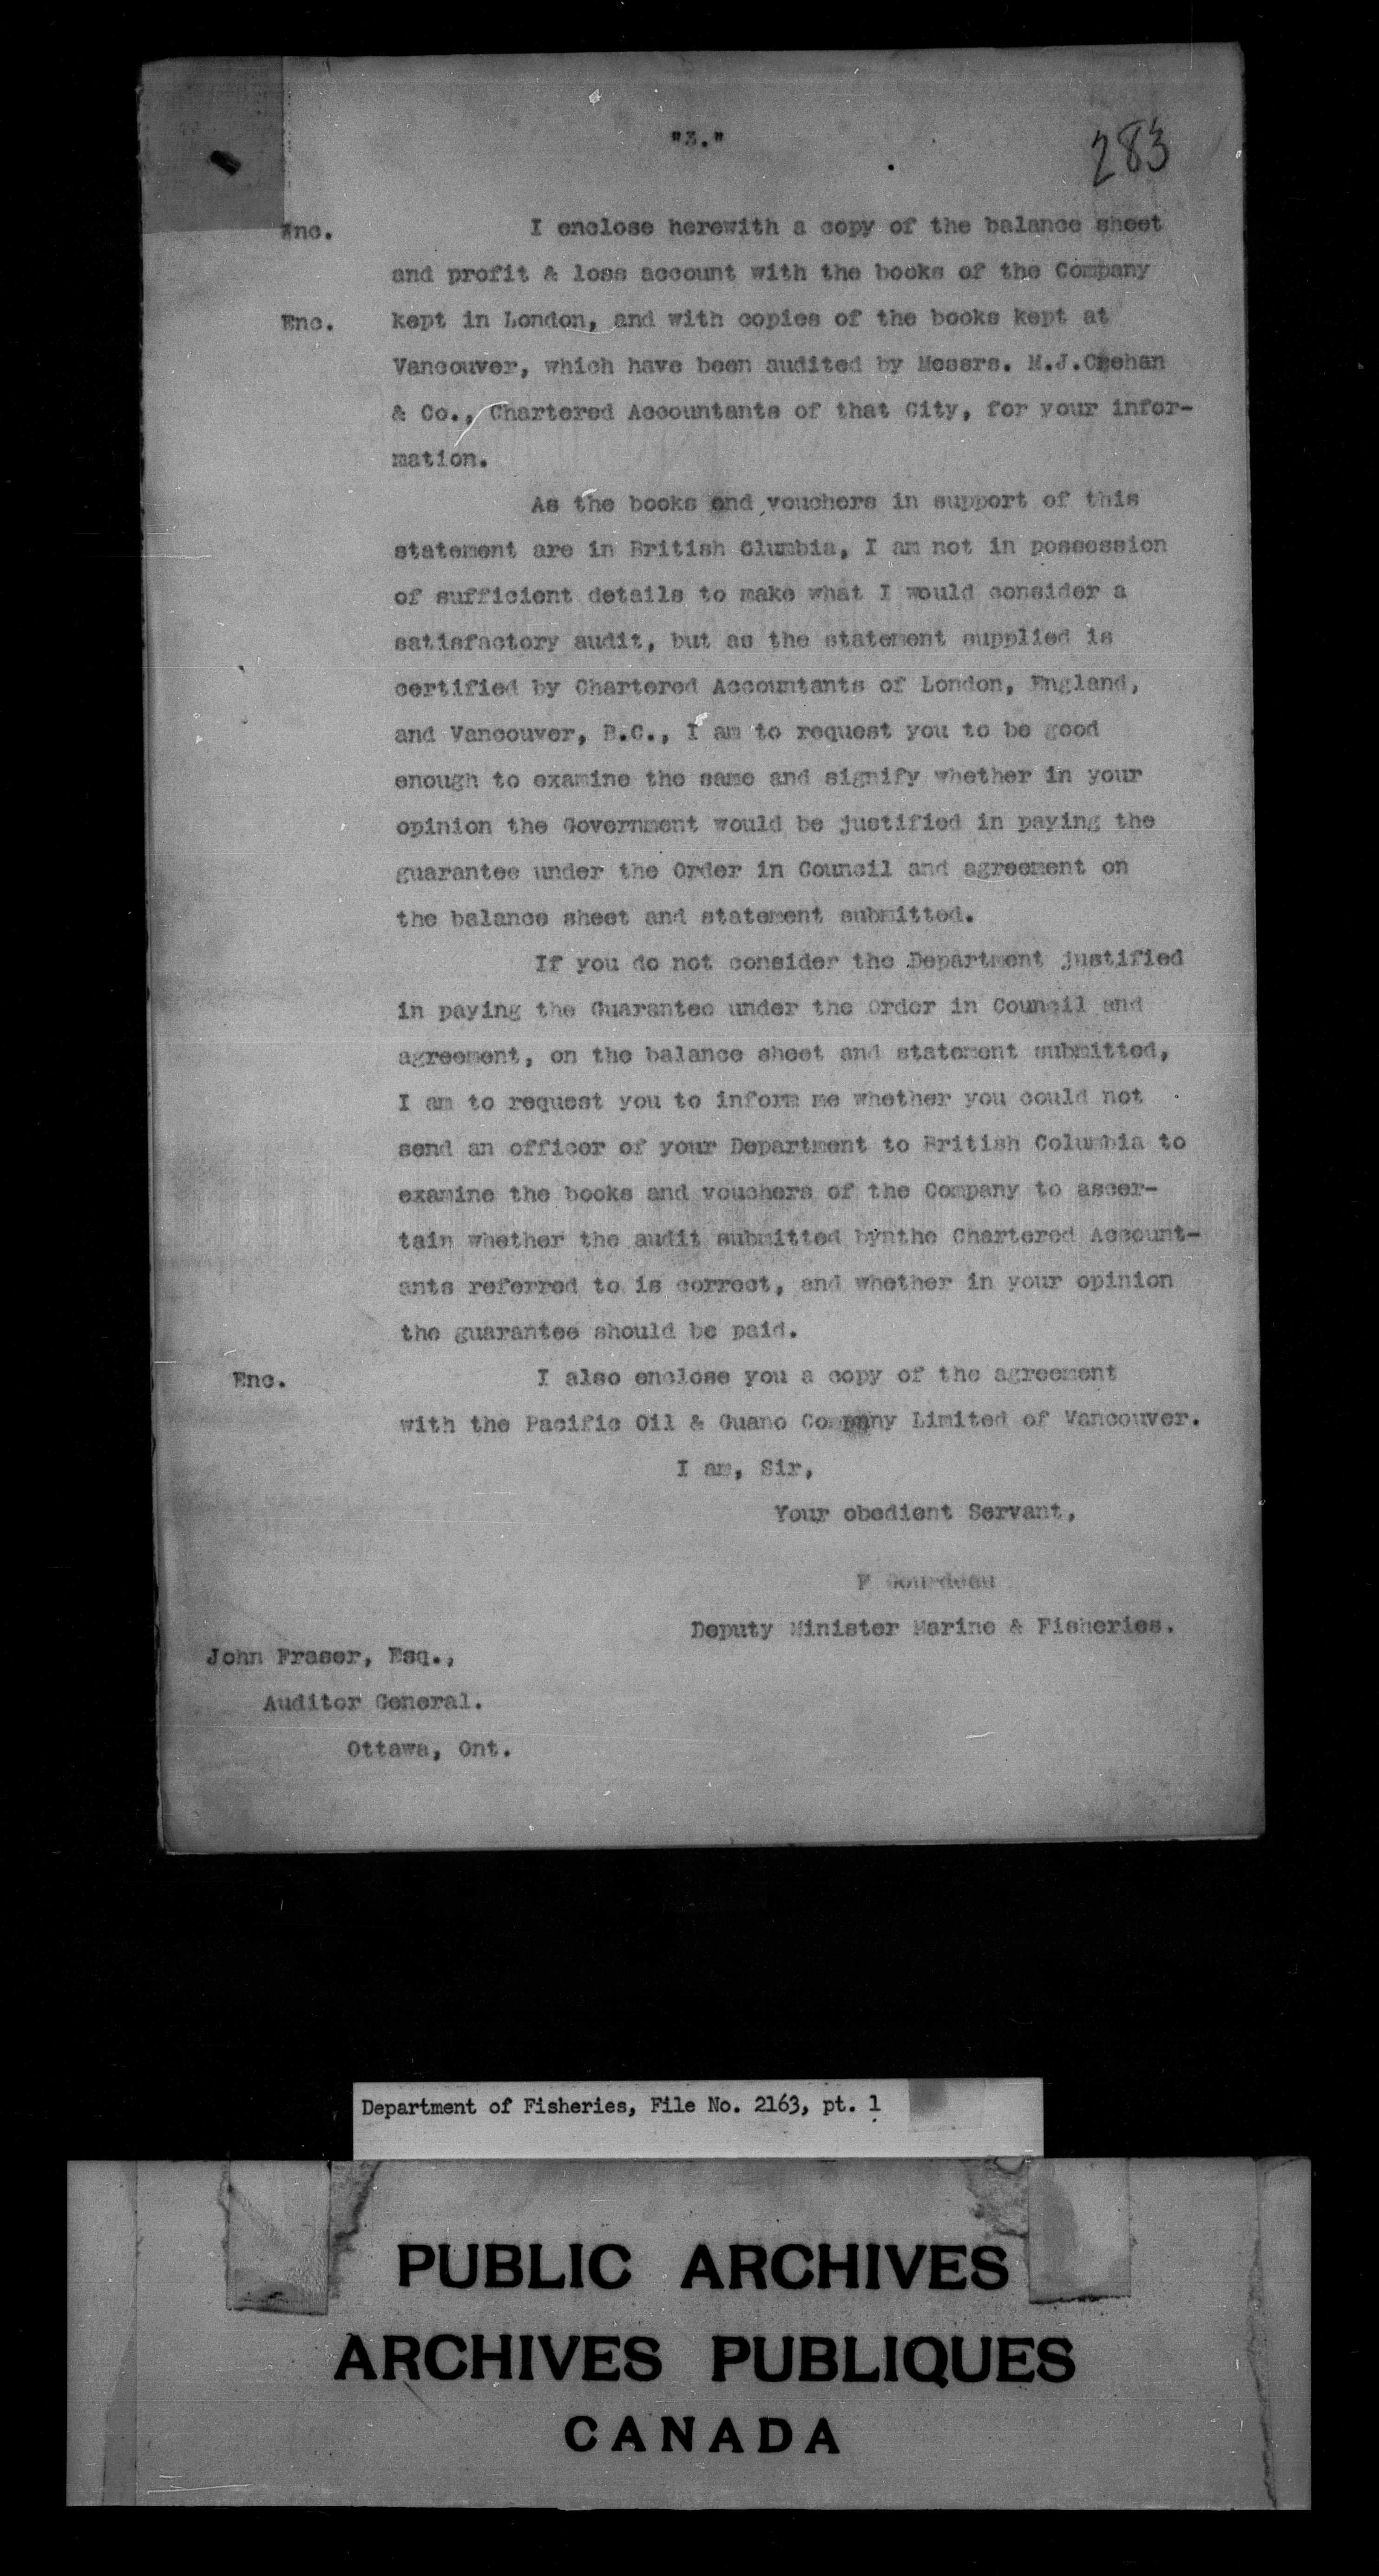 "3."
283
Enc. I enclose herewith a copy of the balance sheet
and profit & loss account with the books of the Company
Enc. kept in London, and with copies of the books kept at
Vancouver, which have been audited by Messrs. M.J.Crehan
& Co., Chartered Accountants of that City, for your infor-
mation.
As the books and vouchers in support of this
statement are in British Clumbia, I am not in possession
of sufficient details to make what I would consider a
satisfactory audit, but as the statement supplied is
certified by Chartered Accountants of London, England,
and Vancouver, B.C., I am to request you to be good
enough to examine the same and signify whether in your
opinion the Government would be justified in paying the
guarantee under the Order in Council and agreement on
the balance sheet and statement submitted.
If you do not consider the Department justified
in paying the Guarantee under the Order in Council and
agreement, on the balance sheet and statement submitted,
I am to request you to inform me whether you could not
send an officer of your Department to British Columbia to
examine the books and vouchers of the Company to ascer-
tain whether the audit submitted bynthe Chartered Account-
ants referred to is correct, and whether in your opinion
the guarantee should be paid.
Enc. I also enclose you a copy of the agreement
with the Pacific Oil & Guano Company Limited of Vancouver.
I am, Sir,
Your obedient Servant,
F Gourdeau
Deputy Minister Marine & Fisheries.
John Fraser, Esq.,
Auditor General.
Ottawa, Ont.
Department of Fisheries, File No. 2163, pt. 1
PUBLIC ARCHIVES
ARCHIVES PUBLIQUES
CANADA